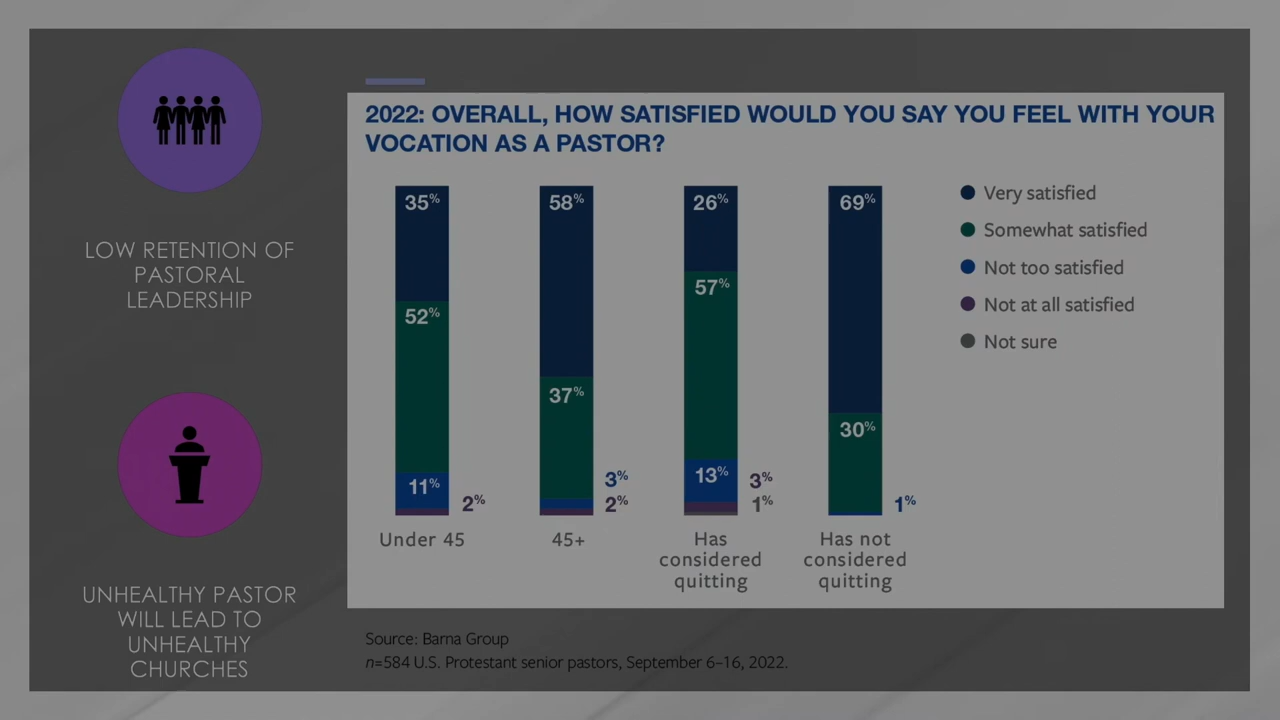 LOW RETENTION OF
PASTORAL
LEADERSHIP
UNHEALTHY PASTOR
WILL LEAD TO
UNHEALTHY
CHURCHES
2022: OVERALL, HOW SATISFIED WOULD YOU SAY YOU FEEL WITH YOUR
VOCATION AS A PASTOR?
35%
52%
11%
2%
Under 45
58%
37%
3%
2%
45+
26%
57%
13%
3%
1%
Has
considered
quitting
69%
30%
1%
Has not
considered
quitting
Very satisfied
Somewhat satisfied
Not too satisfied
Not at all satisfied
Not sure
Source: Barna Group
n=584 U.S. Protestant senior pastors, September 6–16, 2022.